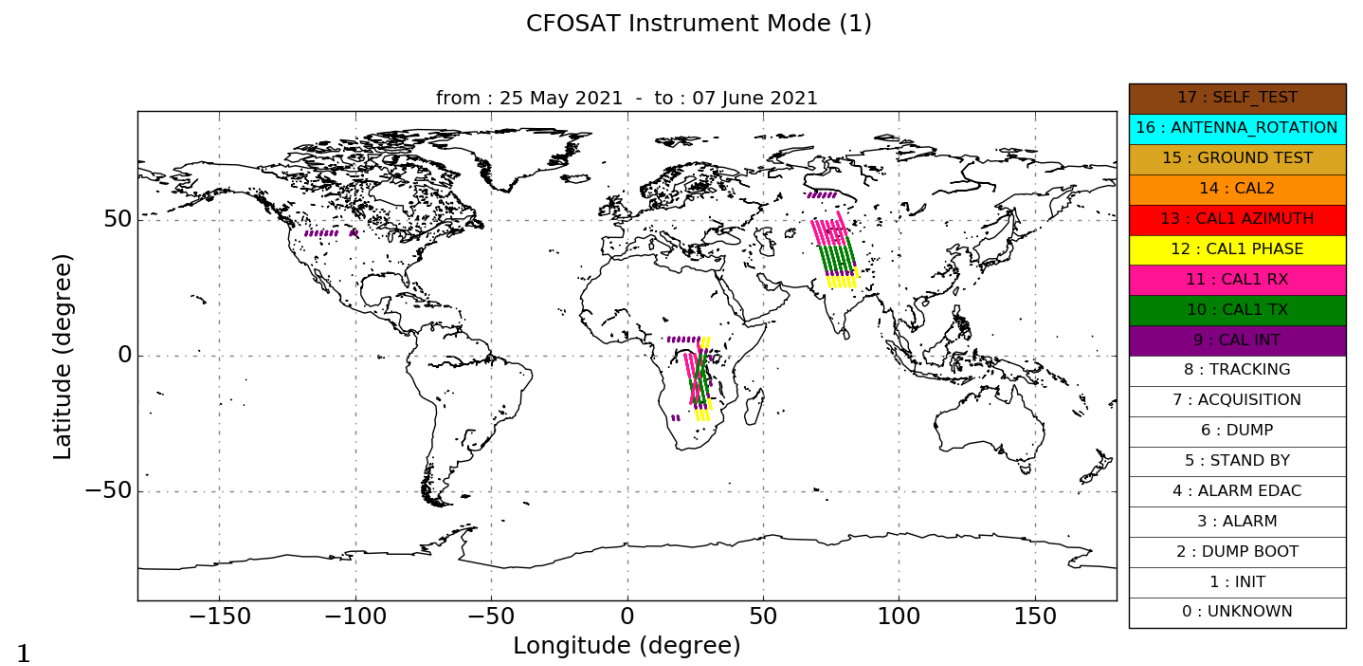 CFOSAT Instrument Mode (1)
from : 25 May 2021  -  to : 07 June 2021
17 : SELF_TEST
16 : ANTENNA_ROTATION
15 : GROUND TEST
14 : CAL2
13 : CAL1 AZIMUTH
12 : CAL1 PHASE
11 : CAL1 RX
10 : CAL1 TX
9 : CAL INT
8 : TRACKING
7 : ACQUISITION
6 : DUMP
5 : STAND BY
4 : ALARM EDAC
3 : ALARM
2 : DUMP BOOT
1 : INIT
0 : UNKNOWN
Latitude (degree)
50
0
−50
−150 −100 −50 0 50 100 150
Longitude (degree)
1